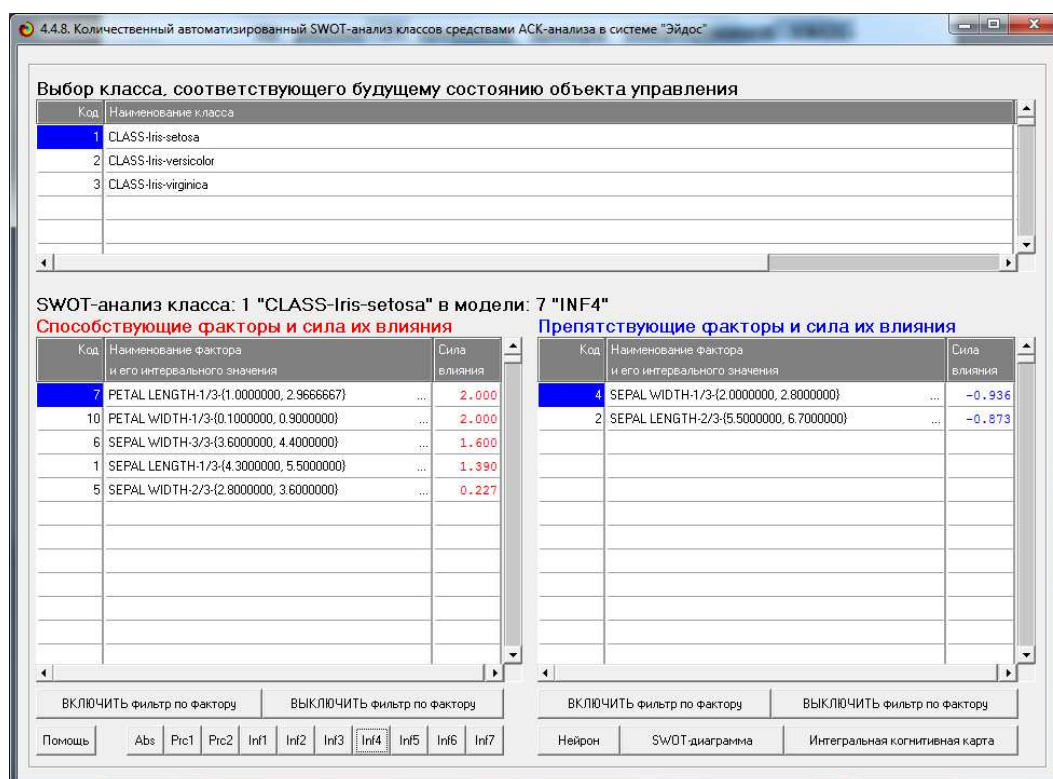 4.4.8. Количественный автоматизированный SWOT-анализ классов средствами АСК-анализа в системе "Эйдос"
Выбор класса, соответствующего будущему состоянию объекта управления
Код Наименование класса
1 CLASS-Iris-setosa
2 CLASS-Iris-versicolor
3 CLASS-Iris-virginica
SWOT-анализ класса: 1 "CLASS-Iris-setosa" в модели: 7 "INF4"
Способствующие факторы и сила их влияния
Код Наименование фактора и его интервального значения Сила влияния
7 PETAL LENGTH-1/3-{1.0000000, 2.9666667} ... 2.000
10 PETAL WIDTH-1/3-{0.1000000, 0.9000000} ... 2.000
6 SEPAL WIDTH-3/3-{3.6000000, 4.4000000} ... 1.600
1 SEPAL LENGTH-1/3-{4.3000000, 5.5000000} ... 1.390
5 SEPAL WIDTH-2/3-{2.8000000, 3.6000000} ... 0.227
ВКЛЮЧИТЬ фильтр по фактору ВЫКЛЮЧИТЬ фильтр по фактору
Препятствующие факторы и сила их влияния
Код Наименование фактора и его интервального значения Сила влияния
4 SEPAL WIDTH-1/3-{2.0000000, 2.8000000} ... -0.936
2 SEPAL LENGTH-2/3-{5.5000000, 6.7000000} ... -0.873
ВКЛЮЧИТЬ фильтр по фактору ВЫКЛЮЧИТЬ фильтр по фактору
Помощь Abs Prc1 Prc2 Inf1 Inf2 Inf3 Inf4 Inf5 Inf6 Inf7 Нейрон SWOT-диаграмма Интегральная когнитивная карта